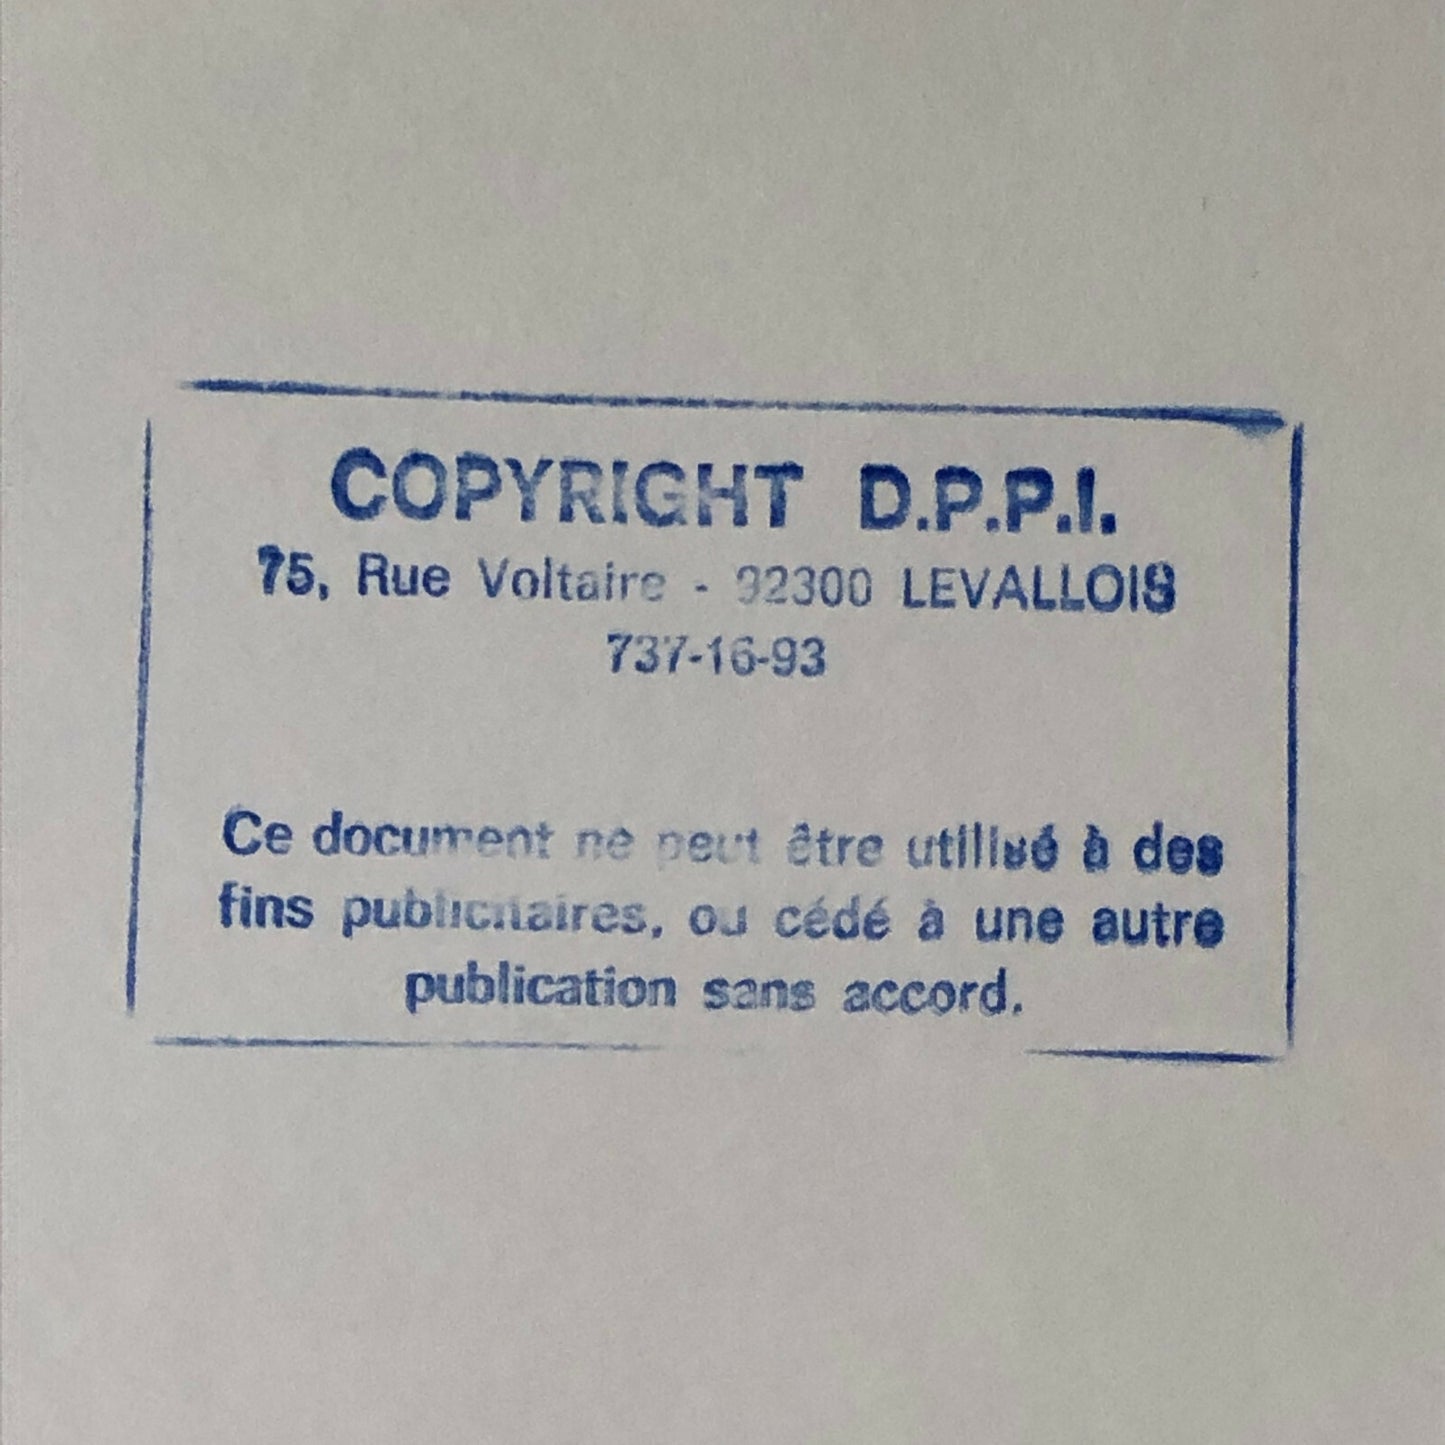 COPYRIGHT D.P.P.I.
75, Rue Voltaire - 92300 LEVALLOIS
737-16-93
Ce document ne peut être utilisé à des
fins publicitaires, ou cédé à une autre
publication sans accord.